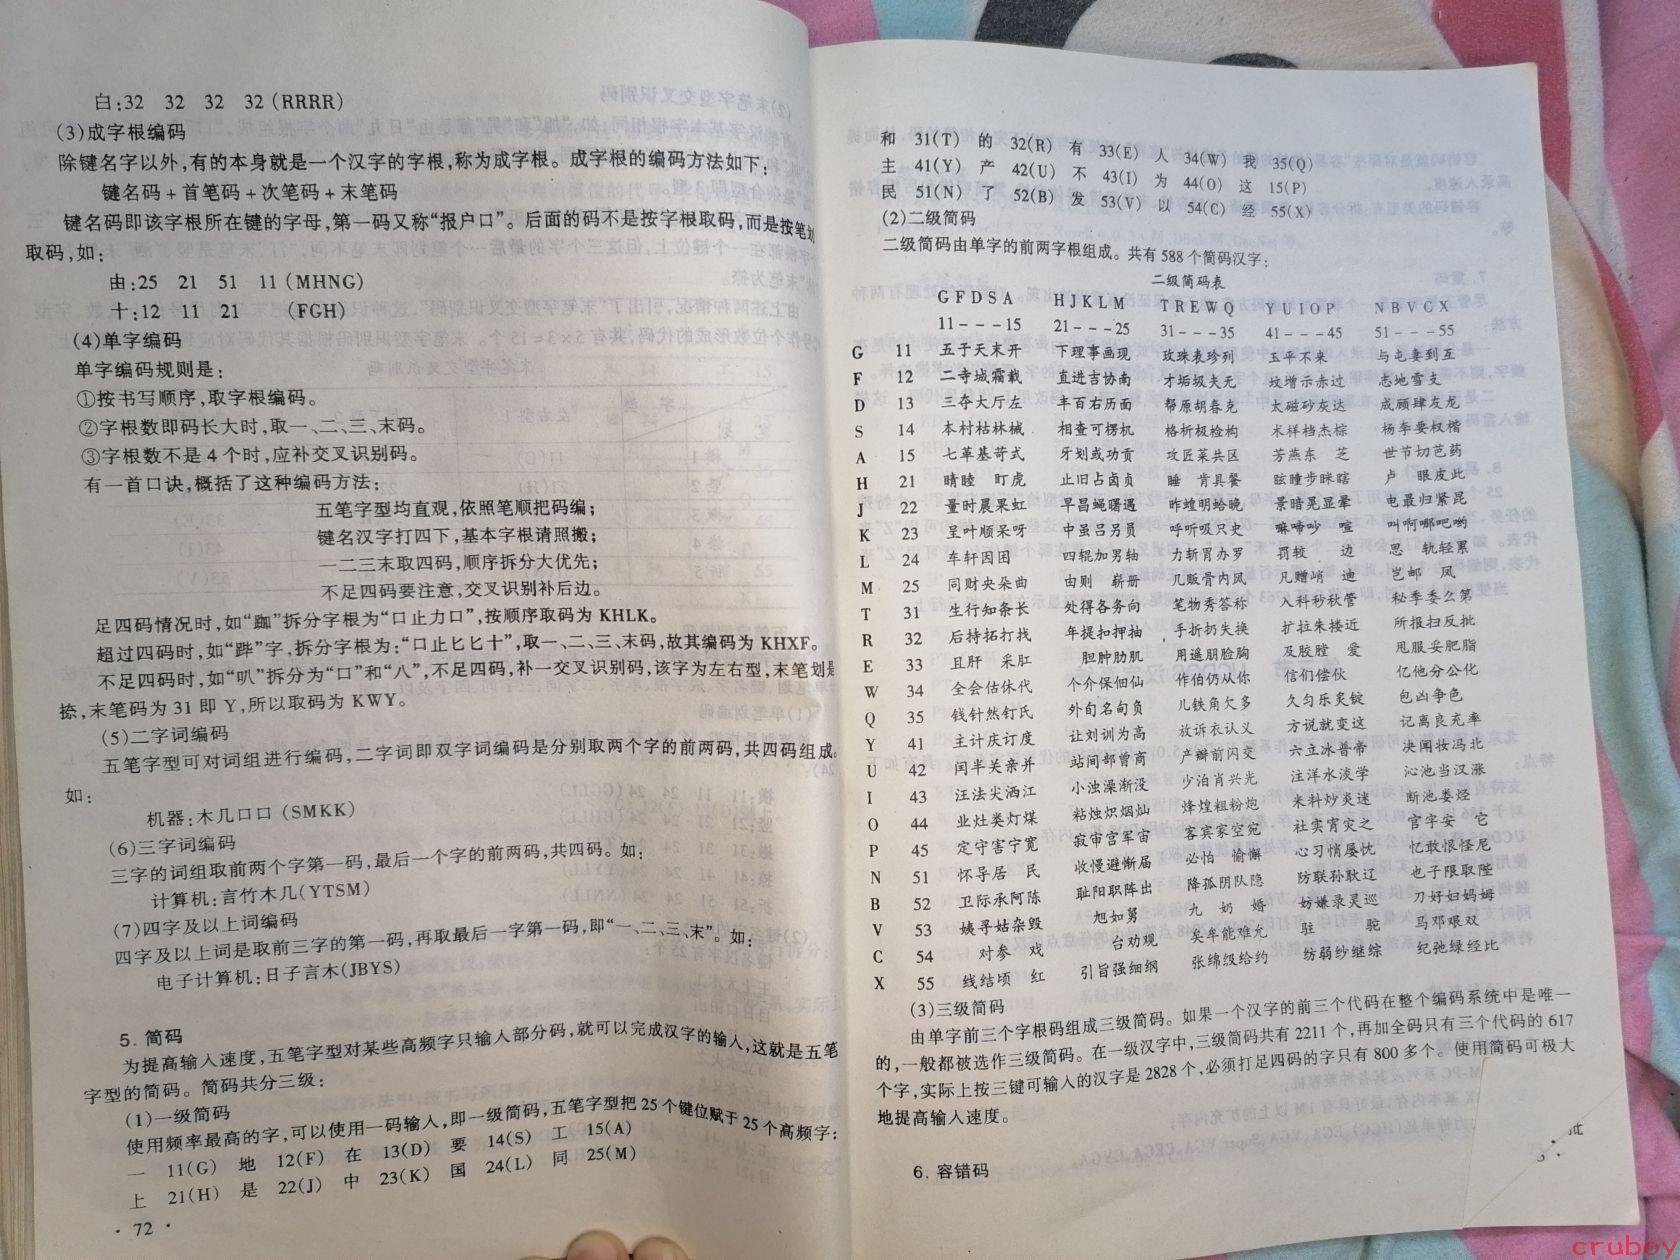 白:32 32 32 32(RRRR)
(3)成字根编码
除键名字以外,有的本身就是一个汉字的字根,称为成字根。成字根的编码方法如下:
键名码+首笔码+次笔码+末笔码
键名码即该字根所在键的字母,第一码又称“报户口”。后面的码不是按字根取码,而是按笔划
取码,如:
由:25 21 51 11(MHNG)
十:12 11 21 (FGH)
(4)单字编码
单字编码规则是:
①按书写顺序,取字根编码。
②字根数即码长大时,取一、二、三、末码。
③字根数不是4个时,应补交叉识别码。
有一首口诀,概括了这种编码方法:
五笔字型均直观,依照笔顺把码编;
键名汉字打四下,基本字根请照搬;
一二三末取四码,顺序拆分大优先;
不足四码要注意,交叉识别补后边。
足四码情况时,如“跏”拆分字根为“口止力口”,按顺序取码为KHLK。
超过四码时,如“跸”字,拆分字根为:“口止匕匕十”,取一、二、三、末码,故其编码为KHXF。
不足四码时,如“叭”拆分为“口”和“八”,不足四码,补一交叉识别码,该字为左右型,末笔划是
捺,末笔码为31即Y,所以取码为KWY。
(5)二字词编码
五笔字型可对词组进行编码,二字词即双字词编码是分别取两个字的前两码,共四码组成。
如:
机器:木几口口(SMKK)
(6)三字词编码
三字的词组取前两个字第一码,最后一个字的前两码,共四码。如:
计算机:言竹木几(YTSM)
(7)四字及以上词编码
四字及以上词是取前三字的第一码,再取最后一字第一码,即“一、二、三、末”。如:
电子计算机:日子言木(JBYS)
5.简码
为提高输入速度,五笔字型对某些高频字只输入部分码,就可以完成汉字的输入,这就是五笔
字型的简码。简码共分三级:
(1)一级简码
使用频率最高的字,可以使用一码输入,即一级简码,五笔字型把25个键位赋于25个高频字:
一 11(G) 地 12(F) 在 13(D) 要 14(S) 工 15(A)
上 21(H) 是 22(J) 中 23(K) 国 24(L) 同 25(M)
·72·
和 31(T) 的 32(R) 有 33(E) 人 34(W) 我 35(Q)
主 41(Y) 产 42(U) 不 43(I) 为 44(O) 这 15(P)
民 51(N) 了 52(B) 发 53(V) 以 54(C) 经 55(X)
(2)二级简码
二级简码由单字的前两字根组成。共有588个简码汉字:
二级简码表
GFDSA HJKLM TREWQ YUIOP NBVCX
11---15 21---25 31---35 41---45 51---55
G 11 五于天末开 下理事画现 玫珠表珍列 玉平不来 与屯妻到互
F 12 二寺城霜载 直进吉协南 才垢圾夫无 坟增示赤过 志地雪支
D 13 三夺大厅左 丰百右历面 帮原胡春克 太磁砂灰达 成顾肆友龙
S 14 本村枯林械 相查可楞机 格析极检构 术样档杰棕 杨李要权楷
A 15 七革基苛式 牙划或功贡 攻匠菜共区 芳燕东 芝 世节切芭药
H 21 睛睦 盯虎 止旧占卤贞 睡 肯具餐 眩瞳步眯瞎 卢 眼皮此
J 22 量时晨果虹 早昌蝇曙遇 昨蝗明蛤晚 景暗晃显晕 电最归紧昆
K 23 呈叶顺呆呀 中虽吕另员 呼听吸只史 嘛啼吵 喧 叫啊哪吧哟
L 24 车轩因困 四辊加男轴 力斩胃办罗 罚较 边 思 轨轻累
M 25 同财央朵曲 由则 崭册 几贩骨内风 凡赠峭 迪 岂邮 凤
T 31 生行知条长 处得各务向 笔物秀答称 入科秒秋管 秘季委么第
R 32 后持拓打找 年提扣押抽 手折扔失换 扩拉朱搂近 所报扫反批
E 33 且肝 采肛 胆肿肋肌 用遥朋脸胸 及胶膛 爱 甩服妥肥脂
W 34 全会估休代 个介保佃仙 作伯仍从你 信们偿伙 亿他分公化
Q 35 钱针然钉氏 外旬名甸负 儿铁角欠多 久匀乐炙锭 包凶争色
Y 41 主计庆订度 让刘训为高 放诉衣认义 方说就变这 记离良充率
U 42 闰半关亲并 站间部曾商 产瓣前闪交 六立冰普帝 决闻妆冯北
I 43 汪法尖洒江 小浊澡渐没 少泊肖兴光 注洋水淡学 沁池当汉涨
O 44 业灶类灯煤 粘烛炽烟灿 烽煌粗粉炮 米料炒炎迷 断池娄烃
P 45 定守害宁宽 寂审宫军宙 客宾家空宛 社实宵灾之 官字安 它
N 51 怀导居 民 收慢避惭届 必怕 愉懈 心习悄屡忱 忆敢恨怪尼
B 52 卫际承阿陈 耻阳职阵出 降孤阴队隐 防联孙耿辽 也子限取陛
V 53 姨寻姑杂毁 旭如舅 九 奶 婚 妨嫌录灵巡 刀好妇妈姆
C 54 对参 戏 台劝观 矣牟能难允 驻 驼 马邓艰双
X 55 线结顷 红 引旨强细纲 张绵级给约 纺弱纱继综 纪弛绿经比
(3)三级简码
由单字前三个字根码组成三级简码。如果一个汉字的前三个代码在整个编码系统中是唯一
的,一般都被选作三级简码。在一级汉字中,三级简码共有2211个,再加全码只有三个代码的617
个字,实际上按三键可输入的汉字是2828个,必须打足四码的字只有800多个。使用简码可极大
地提高输入速度。
6.容错码
cruboy